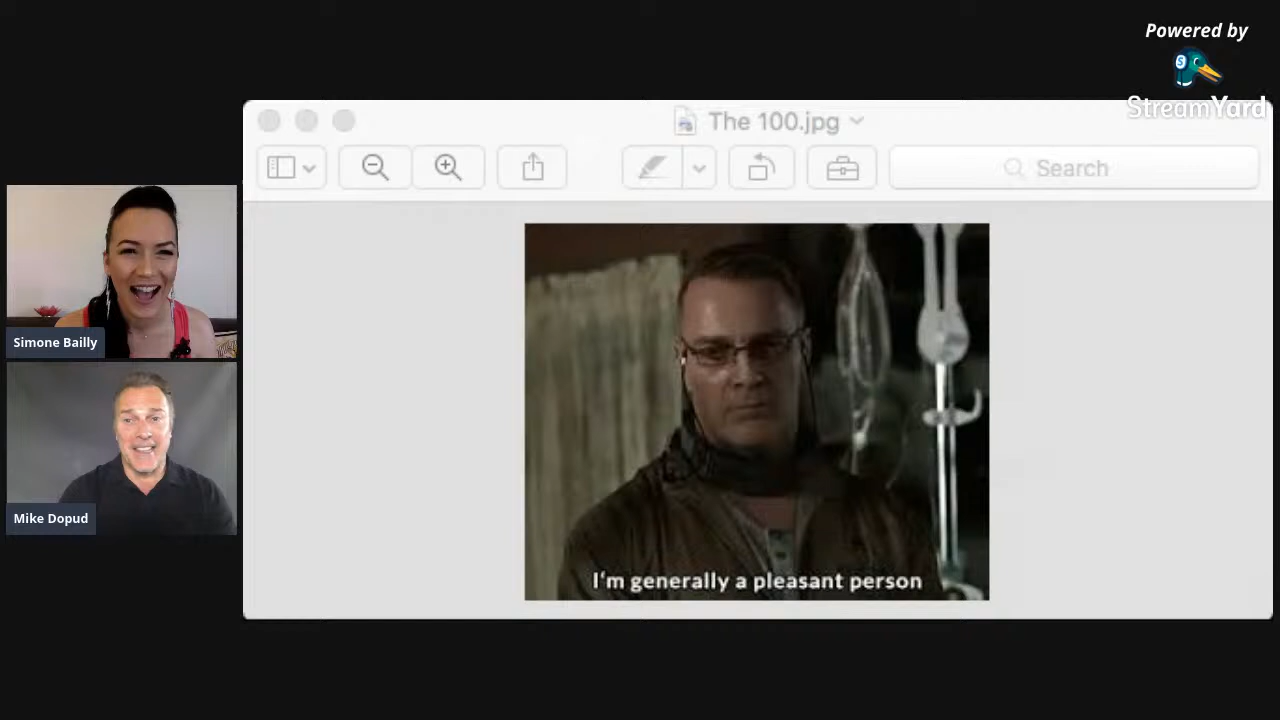 Powered by
StreamYard
The 100.jpg
Search
Simone Bailly
Mike Dopud
I'm generally a pleasant person